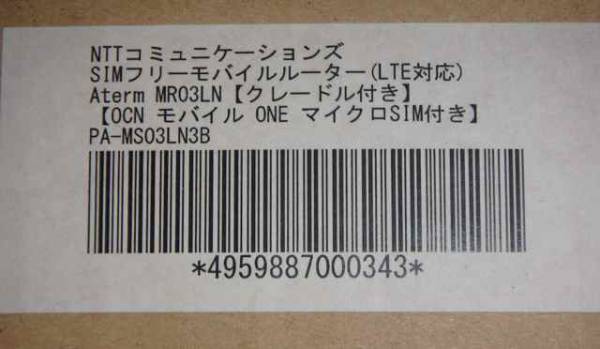 NTTコミュニケーションズ
SIMフリーモバイルルーター(LTE対応)
Aterm MR03LN【クレードル付き】
【OCN モバイル ONE マイクロSIM付き】
PA-MS03LN3B
*4959887000343*